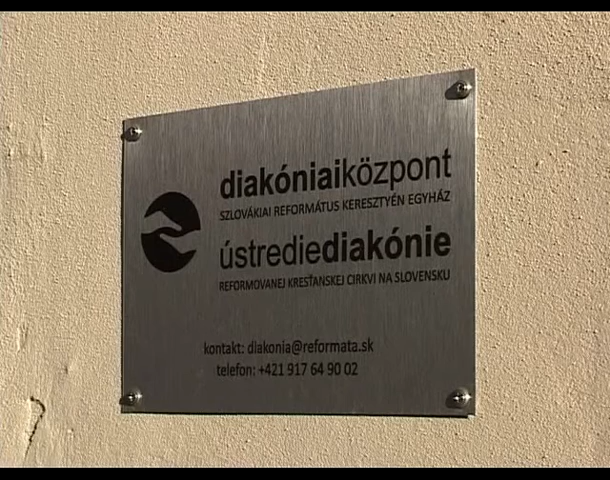 diakóniaiközpont
SZLOVÁKIAI REFORMÁTUS KERESZTYÉN EGYHÁZ
ústrediediakónie
REFORMOVANEJ KRESŤANSKEJ CIRKVI NA SLOVENSKU
kontakt: diakonia@reformata.sk
telefon: +421 917 64 90 02